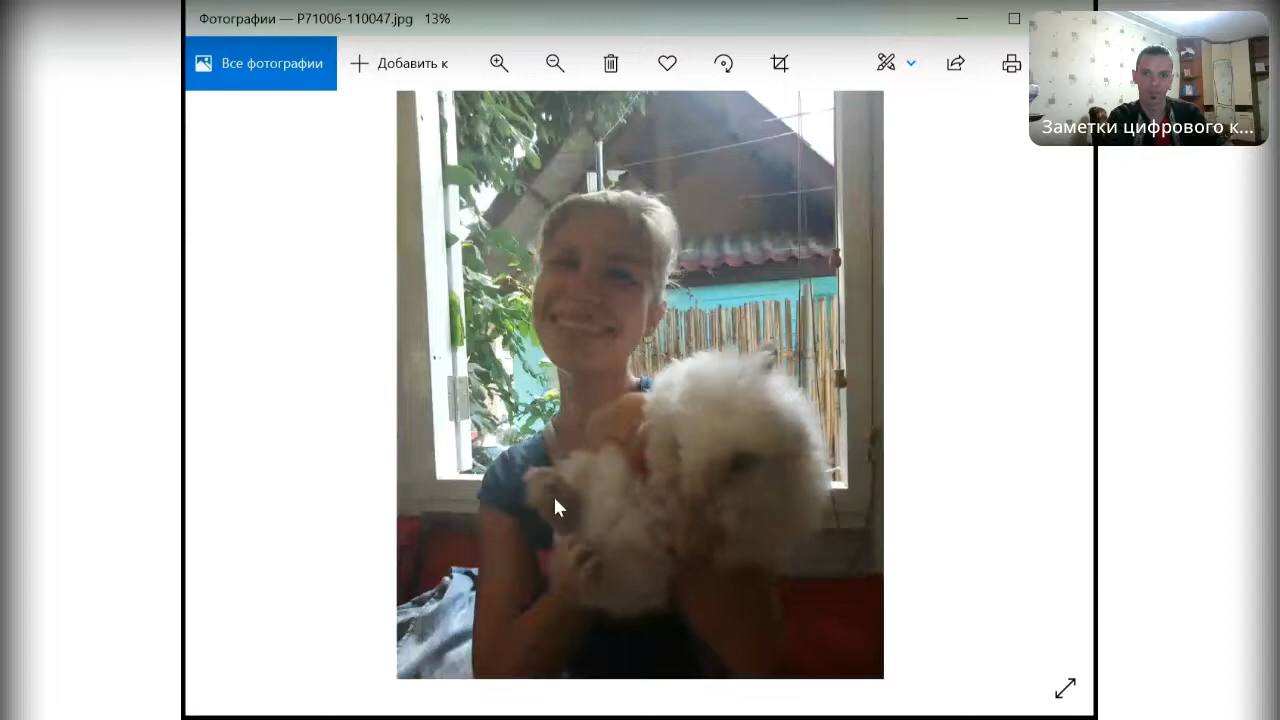 Фотографии — P71006-110047.jpg 13%
Все фотографии
Добавить к
Заметки цифрового к...